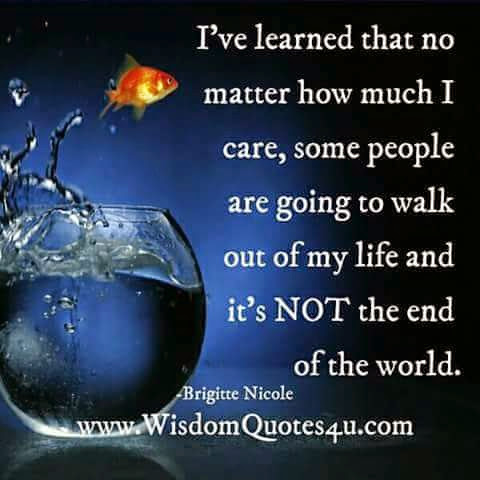 I've learned that no
matter how much I
care, some people
are going to walk
out of my life and
it's NOT the end
of the world.
-Brigitte Nicole
www.WisdomQuotes4u.com